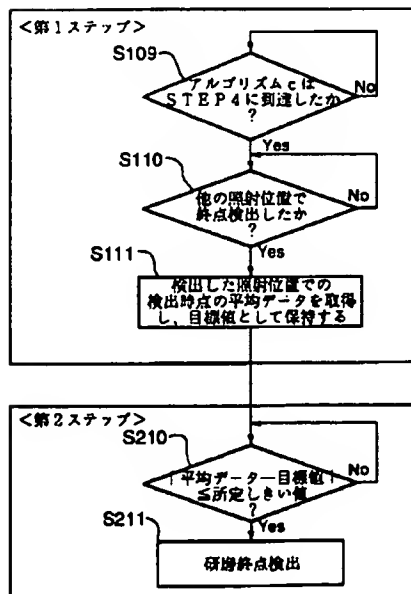 <第1ステップ>
S109
アルゴリズムcは
STEP4に到達したか
?
No
Yes
S110
他の照射位置で
終点検出したか
?
No
Yes
S111
検出した照射位置での
検出時点の平均データを取得
し、目標値として保持する
<第2ステップ>
S210
|平均データ－目標値|
≦所定しきい値
?
No
Yes
S211
研磨終点検出